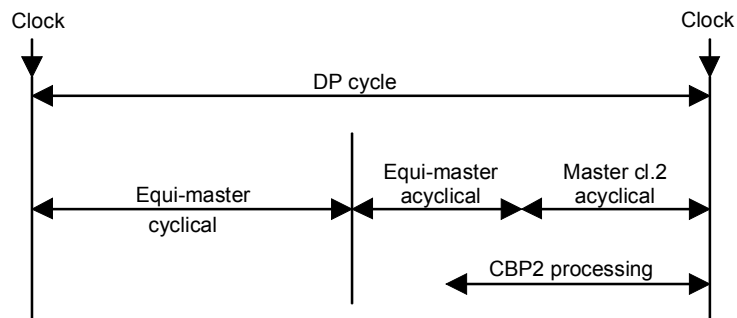 Clock
Clock
DP cycle
Equi-master
cyclical
Equi-master
acyclical
Master cl.2
acyclical
CBP2 processing